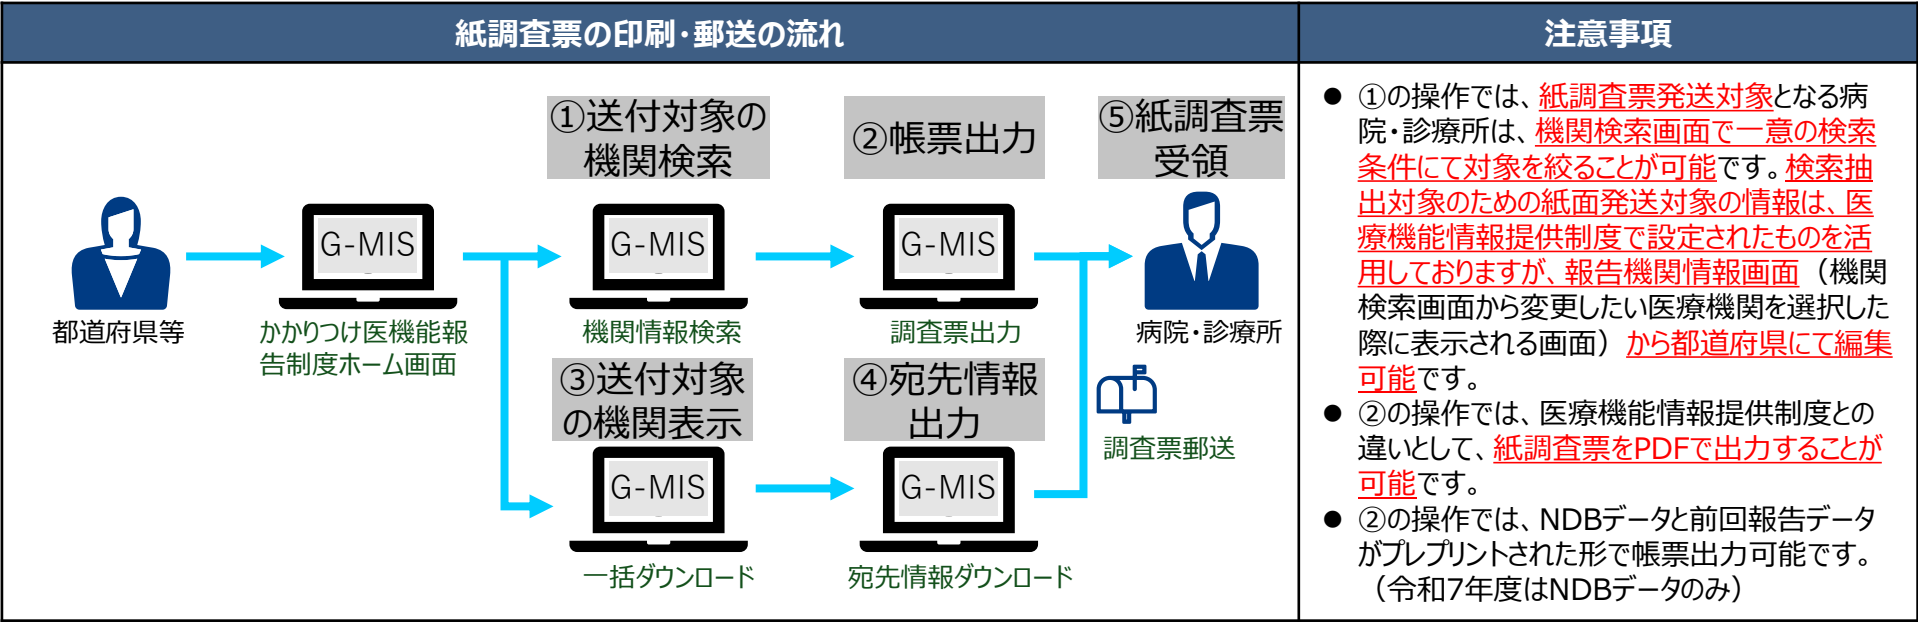 紙調査票の印刷・郵送の流れ
注意事項
①送付対象の
機関検索
②帳票出力
⑤紙調査票
受領
G-MIS
G-MIS
G-MIS
都道府県等
かかりつけ医機能報
告制度ホーム画面
機関情報検索
調査票出力
病院・診療所
③送付対象
の機関表示
④宛先情報
出力
調査票郵送
G-MIS
G-MIS
一括ダウンロード
宛先情報ダウンロード
● ①の操作では、紙調査票発送対象となる病
院・診療所は、機関検索画面で一意の検索
条件にて対象を絞ることが可能です。検索抽
出対象のための紙面発送対象の情報は、医
療機能情報提供制度で設定されたものを活
用しておりますが、報告機関情報画面（機関
検索画面から変更したい医療機関を選択した
際に表示される画面）から都道府県にて編集
可能です。
● ②の操作では、医療機能情報提供制度との
違いとして、紙調査票をPDFで出力することが
可能です。
● ②の操作では、NDBデータと前回報告データ
がプレプリントされた形で帳票出力可能です。
（令和7年度はNDBデータのみ）